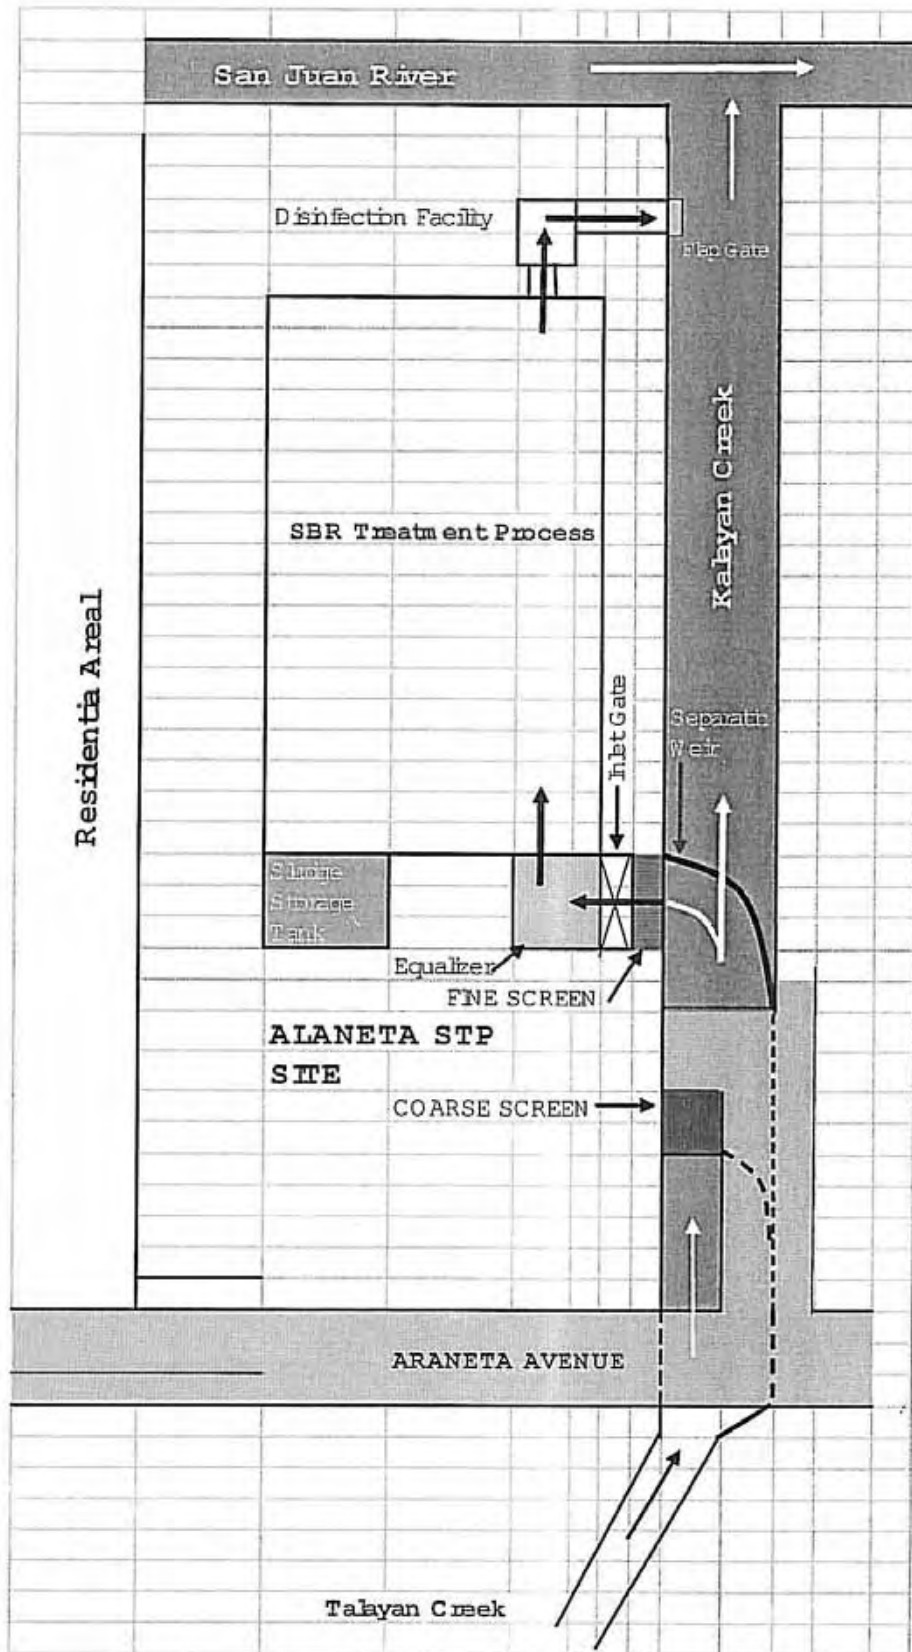 San Juan River
Disinfection Facility
Flap Gate
Kalayan Creek
SBR Treatment Process
Residentia Areal
Inlet Gate
Separatic
Weir
Sludge
Storage
Tank
Equalizer
FINE SCREEN
ALANETA STP
SITE
COARSE SCREEN
ARANETA AVENUE
Talayan Creek